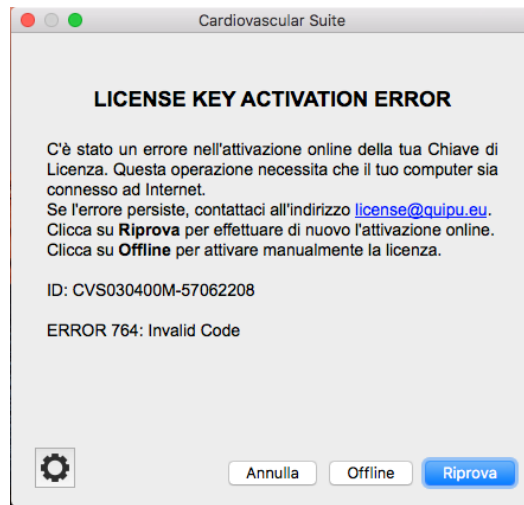 Cardiovascular Suite
LICENSE KEY ACTIVATION ERROR
C'è stato un errore nell'attivazione online della tua Chiave di
Licenza. Questa operazione necessita che il tuo computer sia
connesso ad Internet.
Se l'errore persiste, contattaci all'indirizzo license@quipu.eu.
Clicca su Riprova per effettuare di nuovo l'attivazione online.
Clicca su Offline per attivare manualmente la licenza.
ID: CVS030400M-57062208
ERROR 764: Invalid Code
Annulla Offline Riprova